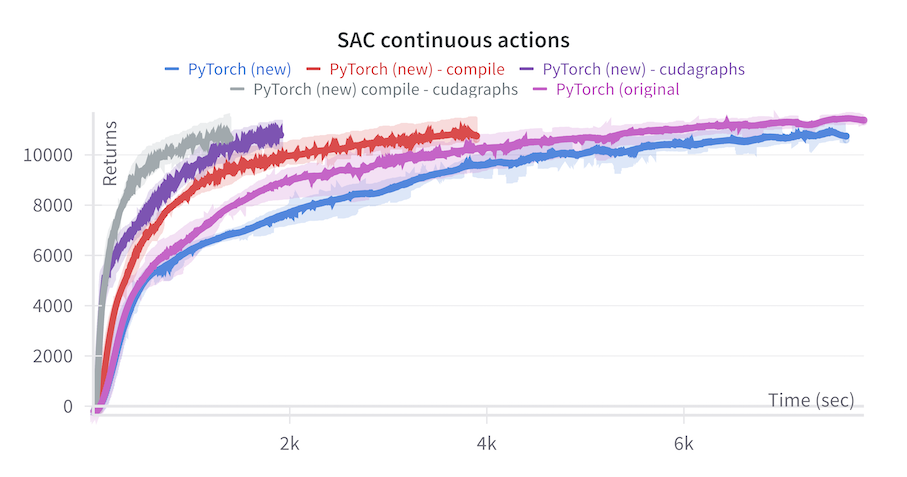 SAC continuous actions
PyTorch (new) PyTorch (new) - compile PyTorch (new) - cudagraphs
PyTorch (new) compile - cudagraphs PyTorch (original
Returns
10000
8000
6000
4000
2000
0
Time (sec)
2k 4k 6k